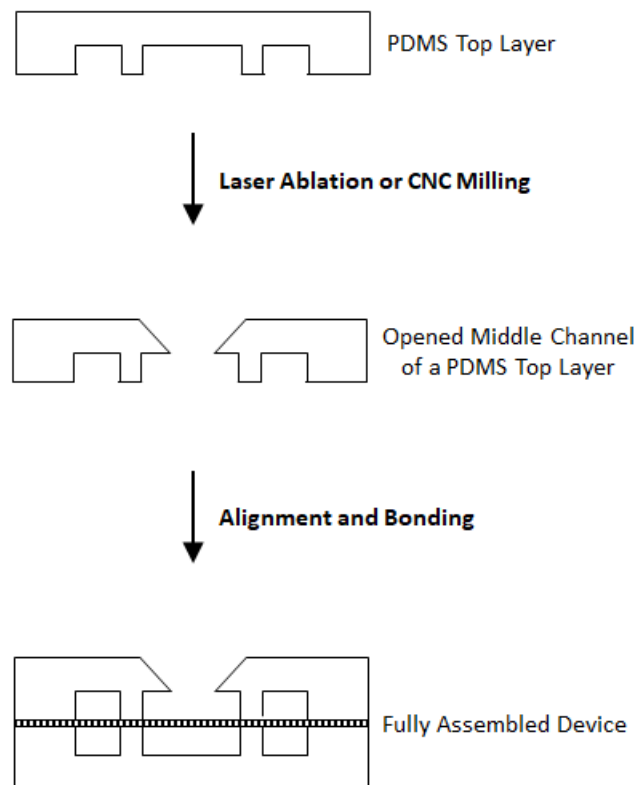 PDMS Top Layer
Laser Ablation or CNC Milling
Opened Middle Channel
of a PDMS Top Layer
Alignment and Bonding
Fully Assembled Device